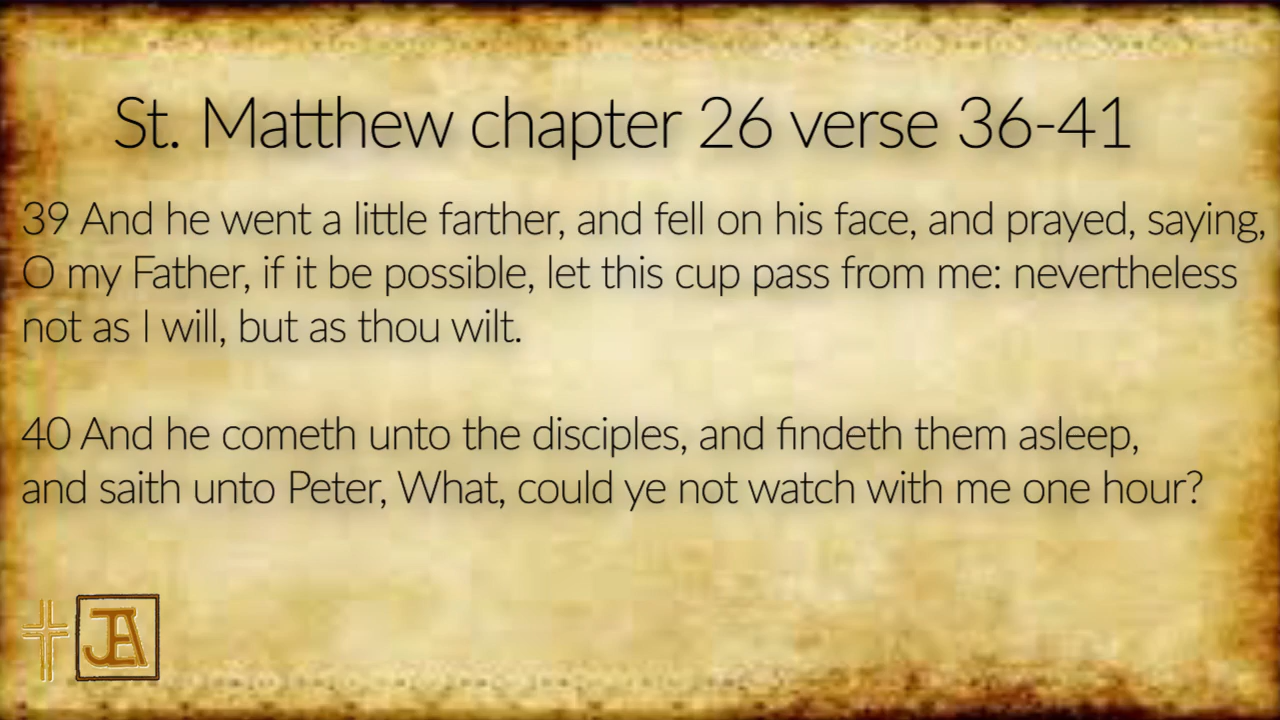 St. Matthew chapter 26 verse 36-41
39 And he went a little farther, and fell on his face, and prayed, saying,
O my Father, if it be possible, let this cup pass from me: nevertheless
not as I will, but as thou wilt.
40 And he cometh unto the disciples, and findeth them asleep,
and saith unto Peter, What, could ye not watch with me one hour?
JEA